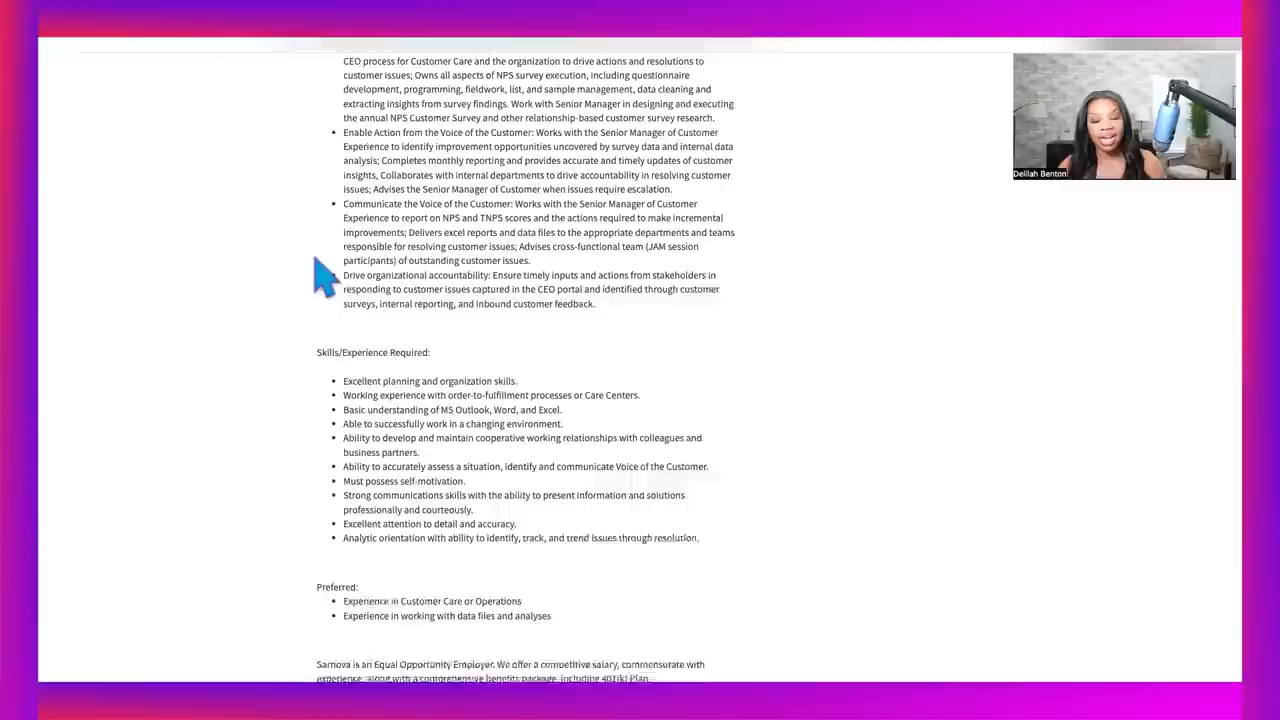 CEO process for Customer Care and the organization to drive actions and resolutions to
customer issues; Owns all aspects of NPS survey execution, including questionnaire
development, programming, fieldwork, list, and sample management, data cleaning and
extracting insights from survey findings. Work with Senior Manager in designing and executing
the annual NPS Customer Survey and other relationship-based customer survey research.
• Enable Action from the Voice of the Customer: Works with the Senior Manager of Customer
Experience to identify improvement opportunities uncovered by survey data and internal data
analysis; Completes monthly reporting and provides accurate and timely updates of customer
insights, Collaborates with internal departments to drive accountability in resolving customer
issues; Advises the Senior Manager of Customer when issues require escalation.
• Communicate the Voice of the Customer: Works with the Senior Manager of Customer
Experience to report on NPS and TNPS scores and the actions required to make incremental
improvements; Delivers excel reports and data files to the appropriate departments and teams
responsible for resolving customer issues; Advises cross-functional team (JAM session
participants) of outstanding customer issues.
Drive organizational accountability: Ensure timely inputs and actions from stakeholders in
responding to customer issues captured in the CEO portal and identified through customer
surveys, internal reporting, and inbound customer feedback.
Skills/Experience Required:
• Excellent planning and organization skills.
• Working experience with order-to-fulfillment processes or Care Centers.
• Basic understanding of MS Outlook, Word, and Excel.
• Able to successfully work in a changing environment.
• Ability to develop and maintain cooperative working relationships with colleagues and
business partners.
• Ability to accurately assess a situation, identify and communicate Voice of the Customer.
• Must possess self-motivation.
• Strong communications skills with the ability to present information and solutions
professionally and courteously.
• Excellent attention to detail and accuracy.
• Analytic orientation with ability to identify, track, and trend issues through resolution.
Preferred:
• Experience in Customer Care or Operations
• Experience in working with data files and analyses
Sarnova is an Equal Opportunity Employer. We offer a competitive salary, commensurate with
experience, along with a comprehensive benefits package, including 401(k) Plan.
Delilah Benton